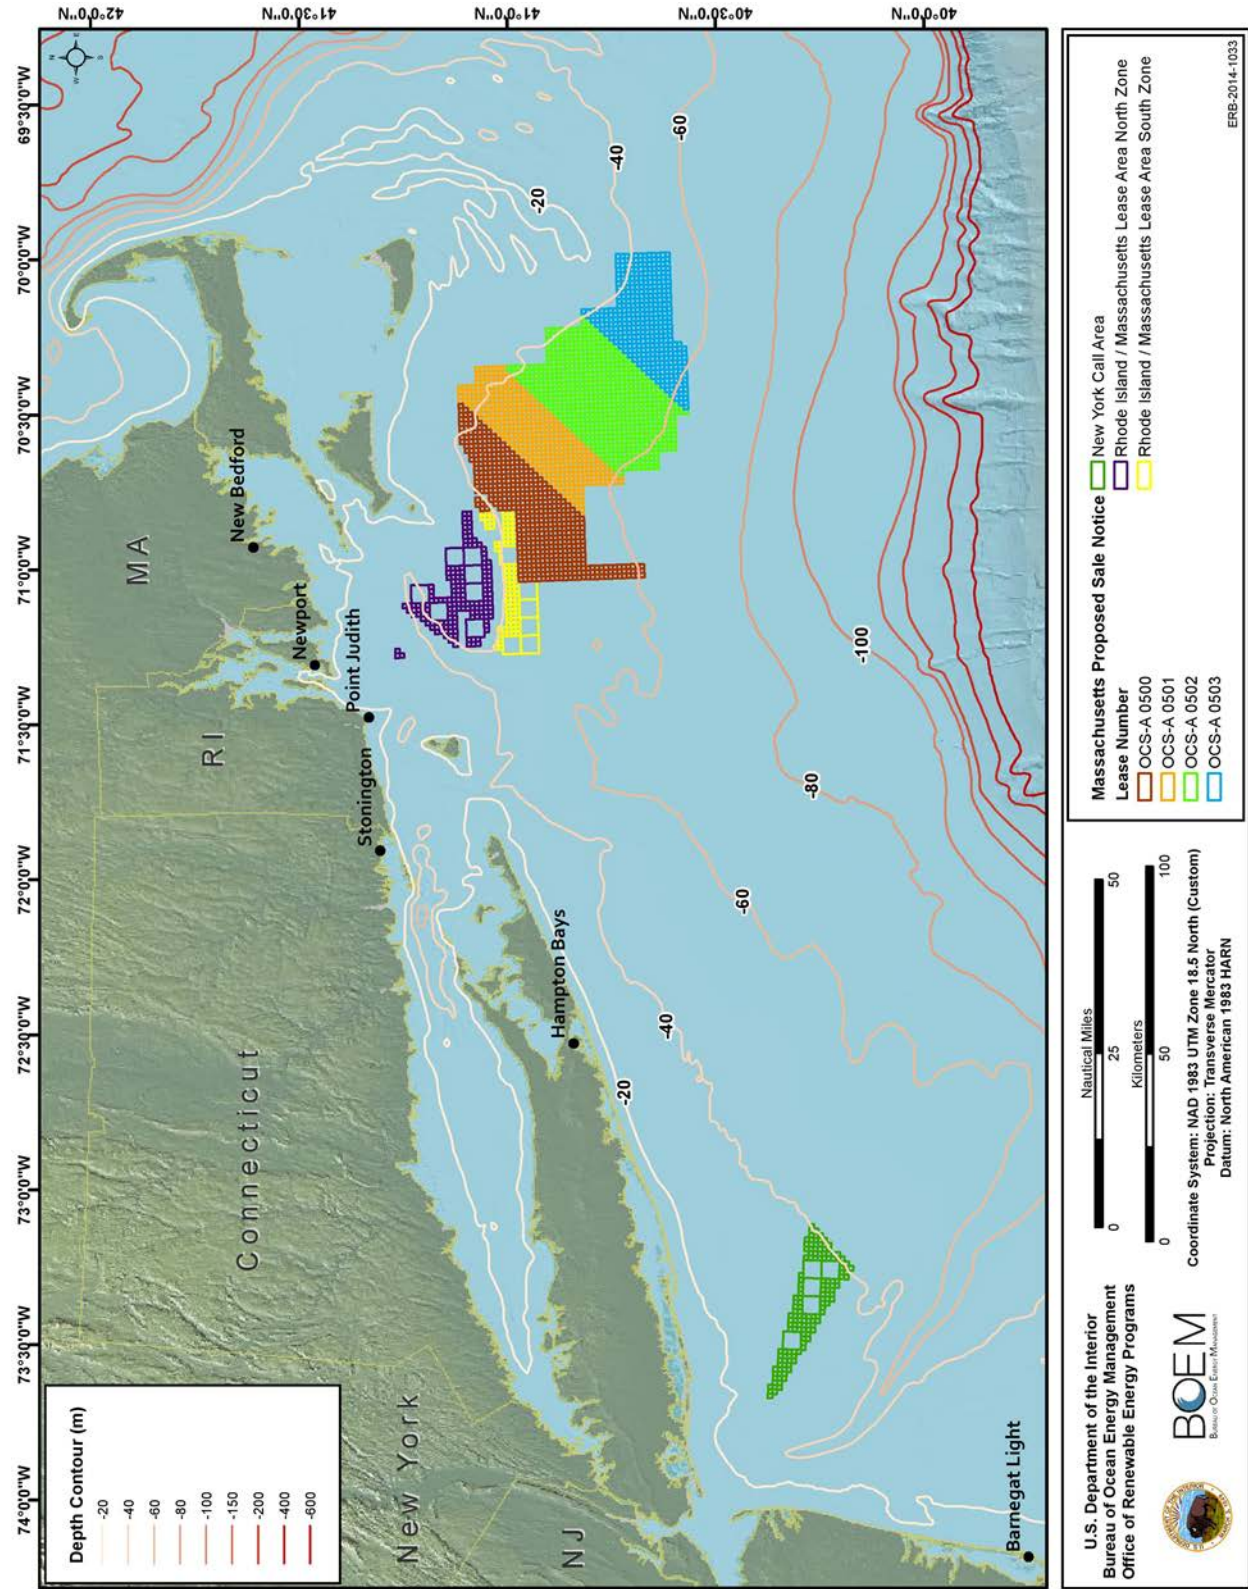 74°0'0"W
73°30'0"W
73°0'0"W
72°30'0"W
72°0'0"W
71°30'0"W
71°0'0"W
70°30'0"W
70°0'0"W
69°30'0"W
42°0'0"N
41°30'0"N
41°0'0"N
40°30'0"N
40°0'0"N
N
W
E
S
Depth Contour (m)
-20
-40
-60
-80
-100
-150
-200
-400
-600
MA
New Bedford
RI
Newport
Point Judith
Stonington
Connecticut
New York
NJ
Hampton Bays
Barnegat Light
-20
-40
-60
-20
-40
-60
-80
-100
U.S. Department of the Interior
Bureau of Ocean Energy Management
Office of Renewable Energy Programs
BOEM
BUREAU OF OCEAN ENERGY MANAGEMENT
Nautical Miles
0 25 50
Kilometers
0 50 100
Coordinate System: NAD 1983 UTM Zone 18.5 North (Custom)
Projection: Transverse Mercator
Datum: North American 1983 HARN
Massachusetts Proposed Sale Notice
Lease Number
OCS-A 0500
OCS-A 0501
OCS-A 0502
OCS-A 0503
New York Call Area
Rhode Island / Massachusetts Lease Area North Zone
Rhode Island / Massachusetts Lease Area South Zone
ERB-2014-1033